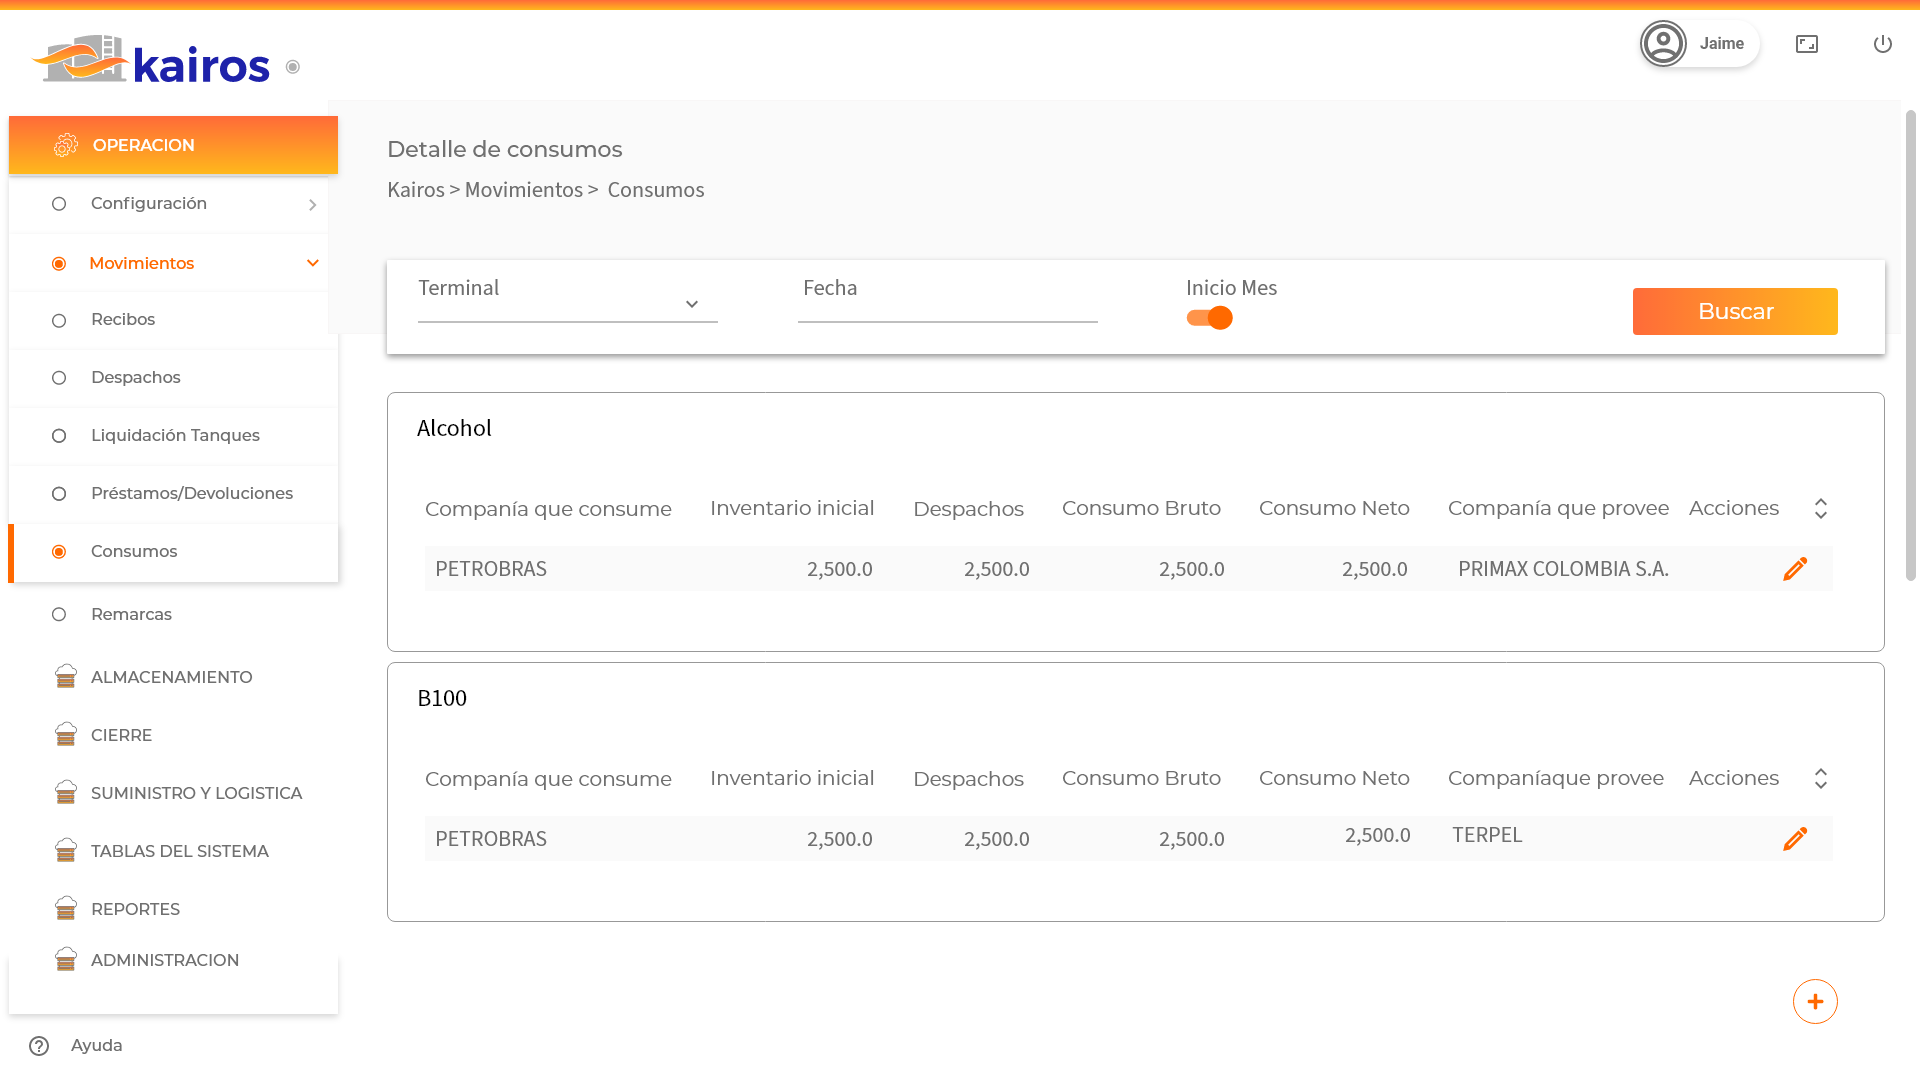 kairos
Jaime
OPERACION
Configuración
Movimientos
Recibos
Despachos
Liquidación Tanques
Préstamos/Devoluciones
Consumos
Remarcas
ALMACENAMIENTO
CIERRE
SUMINISTRO Y LOGISTICA
TABLAS DEL SISTEMA
REPORTES
ADMINISTRACION
Ayuda
Detalle de consumos
Kairos > Movimientos > Consumos
Terminal Fecha Inicio Mes Buscar
Alcohol
Compañía que consume Inventario inicial Despachos Consumo Bruto Consumo Neto Compañía que provee Acciones
PETROBRAS 2,500.0 2,500.0 2,500.0 2,500.0 PRIMAX COLOMBIA S.A.
B100
Compañía que consume Inventario inicial Despachos Consumo Bruto Consumo Neto Compañíaque provee Acciones
PETROBRAS 2,500.0 2,500.0 2,500.0 2,500.0 TERPEL